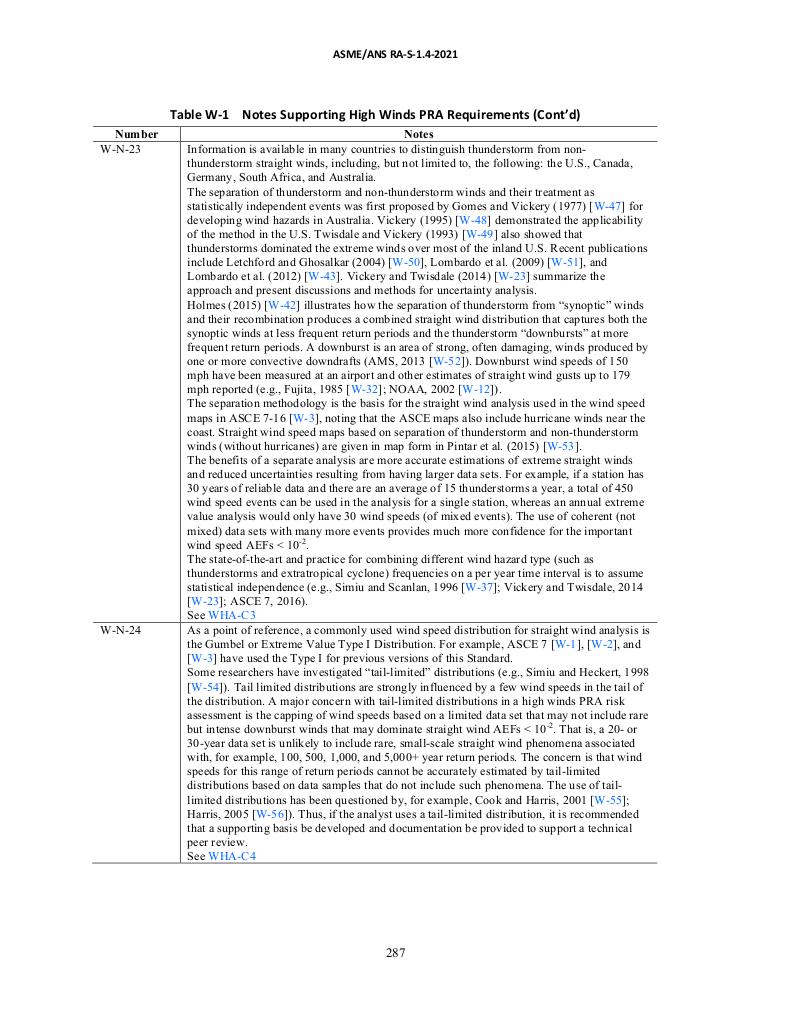 ASME/ANS RA-S-1.4-2021
Table W-1 Notes Supporting High Winds PRA Requirements (Cont’d)
Number Notes
W-N-23 Information is available in many countries to distinguish thunderstorm from non-
thunderstorm straight winds, including, but not limited to, the following: the U.S., Canada,
Germany, South Africa, and Australia.
The separation of thunderstorm and non-thunderstorm winds and their treatment as
statistically independent events was first proposed by Gomes and Vickery (1977) [W-47] for
developing wind hazards in Australia. Vickery (1995) [W-48] demonstrated the applicability
of the method in the U.S. Twisdale and Vickery (1993) [W-49] also showed that
thunderstorms dominated the extreme winds over most of the inland U.S. Recent publications
include Letchford and Ghosalkar (2004) [W-50], Lombardo et al. (2009) [W-51], and
Lombardo et al. (2012) [W-43]. Vickery and Twisdale (2014) [W-23] summarize the
approach and present discussions and methods for uncertainty analysis.
Holmes (2015) [W-42] illustrates how the separation of thunderstorm from “synoptic” winds
and their recombination produces a combined straight wind distribution that captures both the
synoptic winds at less frequent return periods and the thunderstorm “downbursts” at more
frequent return periods. A downburst is an area of strong, often damaging, winds produced by
one or more convective downdrafts (AMS, 2013 [W-52]). Downburst wind speeds of 150
mph have been measured at an airport and other estimates of straight wind gusts up to 179
mph reported (e.g., Fujita, 1985 [W-32]; NOAA, 2002 [W-12]).
The separation methodology is the basis for the straight wind analysis used in the wind speed
maps in ASCE 7-16 [W-3], noting that the ASCE maps also include hurricane winds near the
coast. Straight wind speed maps based on separation of thunderstorm and non-thunderstorm
winds (without hurricanes) are given in map form in Pintar et al. (2015) [W-53].
The benefits of a separate analysis are more accurate estimations of extreme straight winds
and reduced uncertainties resulting from having larger data sets. For example, if a station has
30 years of reliable data and there are an average of 15 thunderstorms a year, a total of 450
wind speed events can be used in the analysis for a single station, whereas an annual extreme
value analysis would only have 30 wind speeds (of mixed events). The use of coherent (not
mixed) data sets with many more events provides much more confidence for the important
wind speed AEFs < 10-2.
The state-of-the-art and practice for combining different wind hazard type (such as
thunderstorms and extratropical cyclone) frequencies on a per year time interval is to assume
statistical independence (e.g., Simiu and Scanlan, 1996 [W-37]; Vickery and Twisdale, 2014
[W-23]; ASCE 7, 2016).
See WHA-C3
W-N-24 As a point of reference, a commonly used wind speed distribution for straight wind analysis is
the Gumbel or Extreme Value Type I Distribution. For example, ASCE 7 [W-1], [W-2], and
[W-3] have used the Type I for previous versions of this Standard.
Some researchers have investigated “tail-limited” distributions (e.g., Simiu and Heckert, 1998
[W-54]). Tail limited distributions are strongly influenced by a few wind speeds in the tail of
the distribution. A major concern with tail-limited distributions in a high winds PRA risk
assessment is the capping of wind speeds based on a limited data set that may not include rare
but intense downburst winds that may dominate straight wind AEFs < 10-2. That is, a 20- or
30-year data set is unlikely to include rare, small-scale straight wind phenomena associated
with, for example, 100, 500, 1,000, and 5,000+ year return periods. The concern is that wind
speeds for this range of return periods cannot be accurately estimated by tail-limited
distributions based on data samples that do not include such phenomena. The use of tail-
limited distributions has been questioned by, for example, Cook and Harris, 2001 [W-55];
Harris, 2005 [W-56]). Thus, if the analyst uses a tail-limited distribution, it is recommended
that a supporting basis be developed and documentation be provided to support a technical
peer review.
See WHA-C4
287